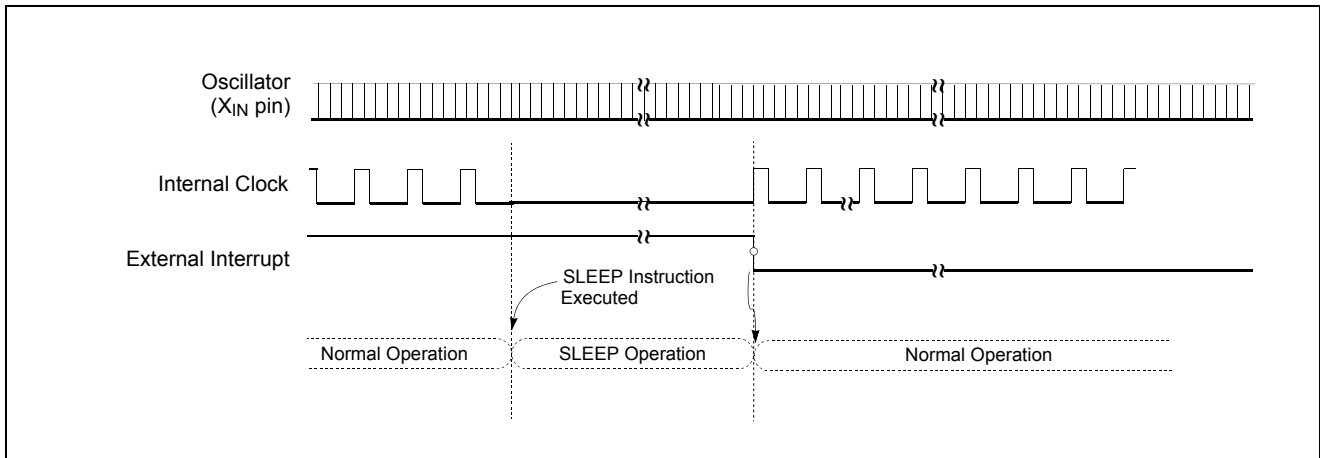 Oscillator
(XIN pin)
Internal Clock
External Interrupt
SLEEP Instruction
Executed
Normal Operation
SLEEP Operation
Normal Operation